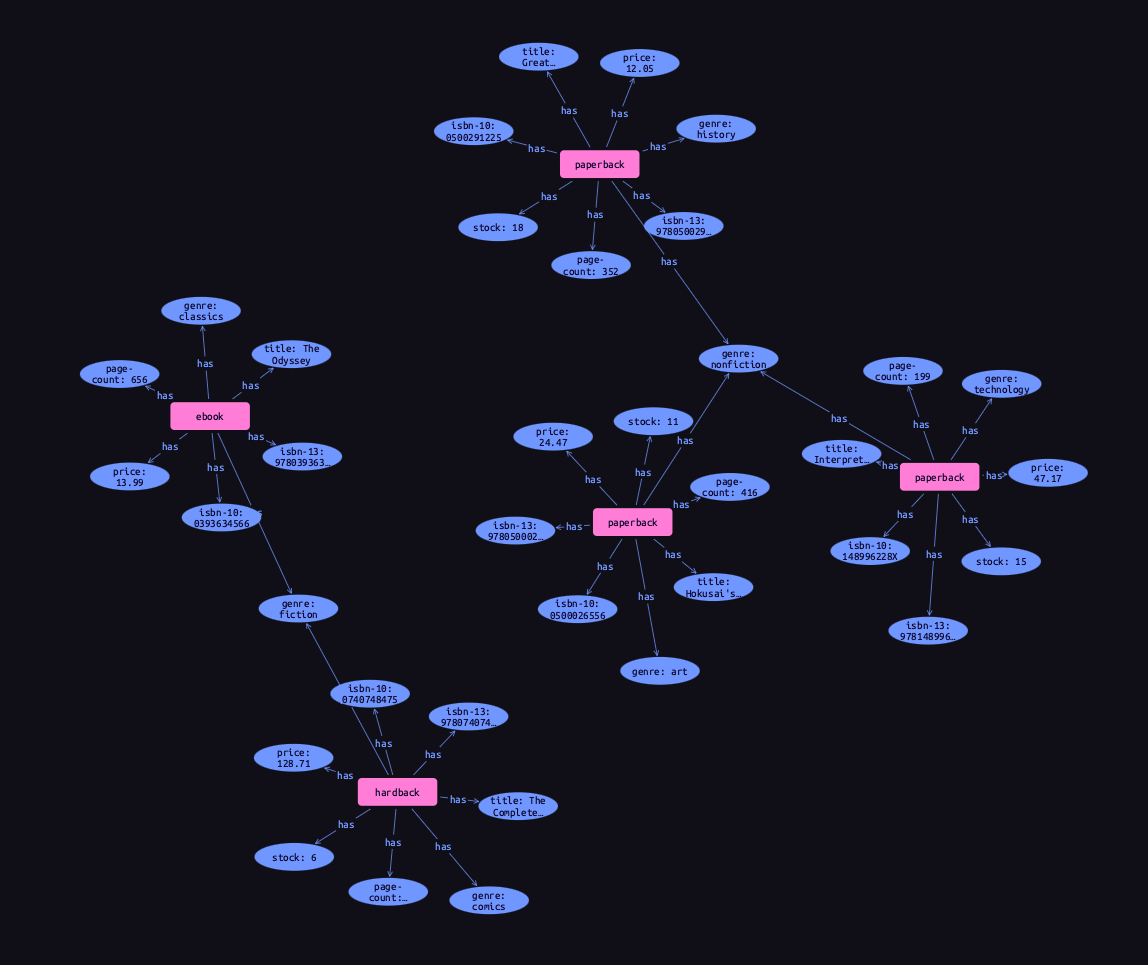 title:
Great…
price:
12.05
has
has
isbn-10:
0500291225
genre:
history
has
has
paperback
has
has
has
stock: 18
isbn-13:
978050029…
page-
count: 352
has
genre:
classics
title: The
Odyssey
page-
count: 656
has
has
has
ebook
has
has
has
isbn-13:
978039363…
price:
13.99
isbn-10:
0393634566
genre:
fiction
genre:
nonfiction
page-
count: 199
genre:
technology
has
has
has
title:
Interpret…
has
has
price:
47.17
paperback
has
has
has
isbn-10:
148996228X
stock: 15
isbn-13:
978148996…
stock: 11
price:
24.47
has
has
has
has
page-
count: 416
isbn-13:
978050002…
has
paperback
has
has
has
title:
Hokusai's…
isbn-10:
0500026556
genre: art
isbn-10:
0740748475
isbn-13:
978074074…
has
has
price:
128.71
has
hardback
has
title: The
Complete…
has
has
has
stock: 6
page-
count:…
genre:
comics